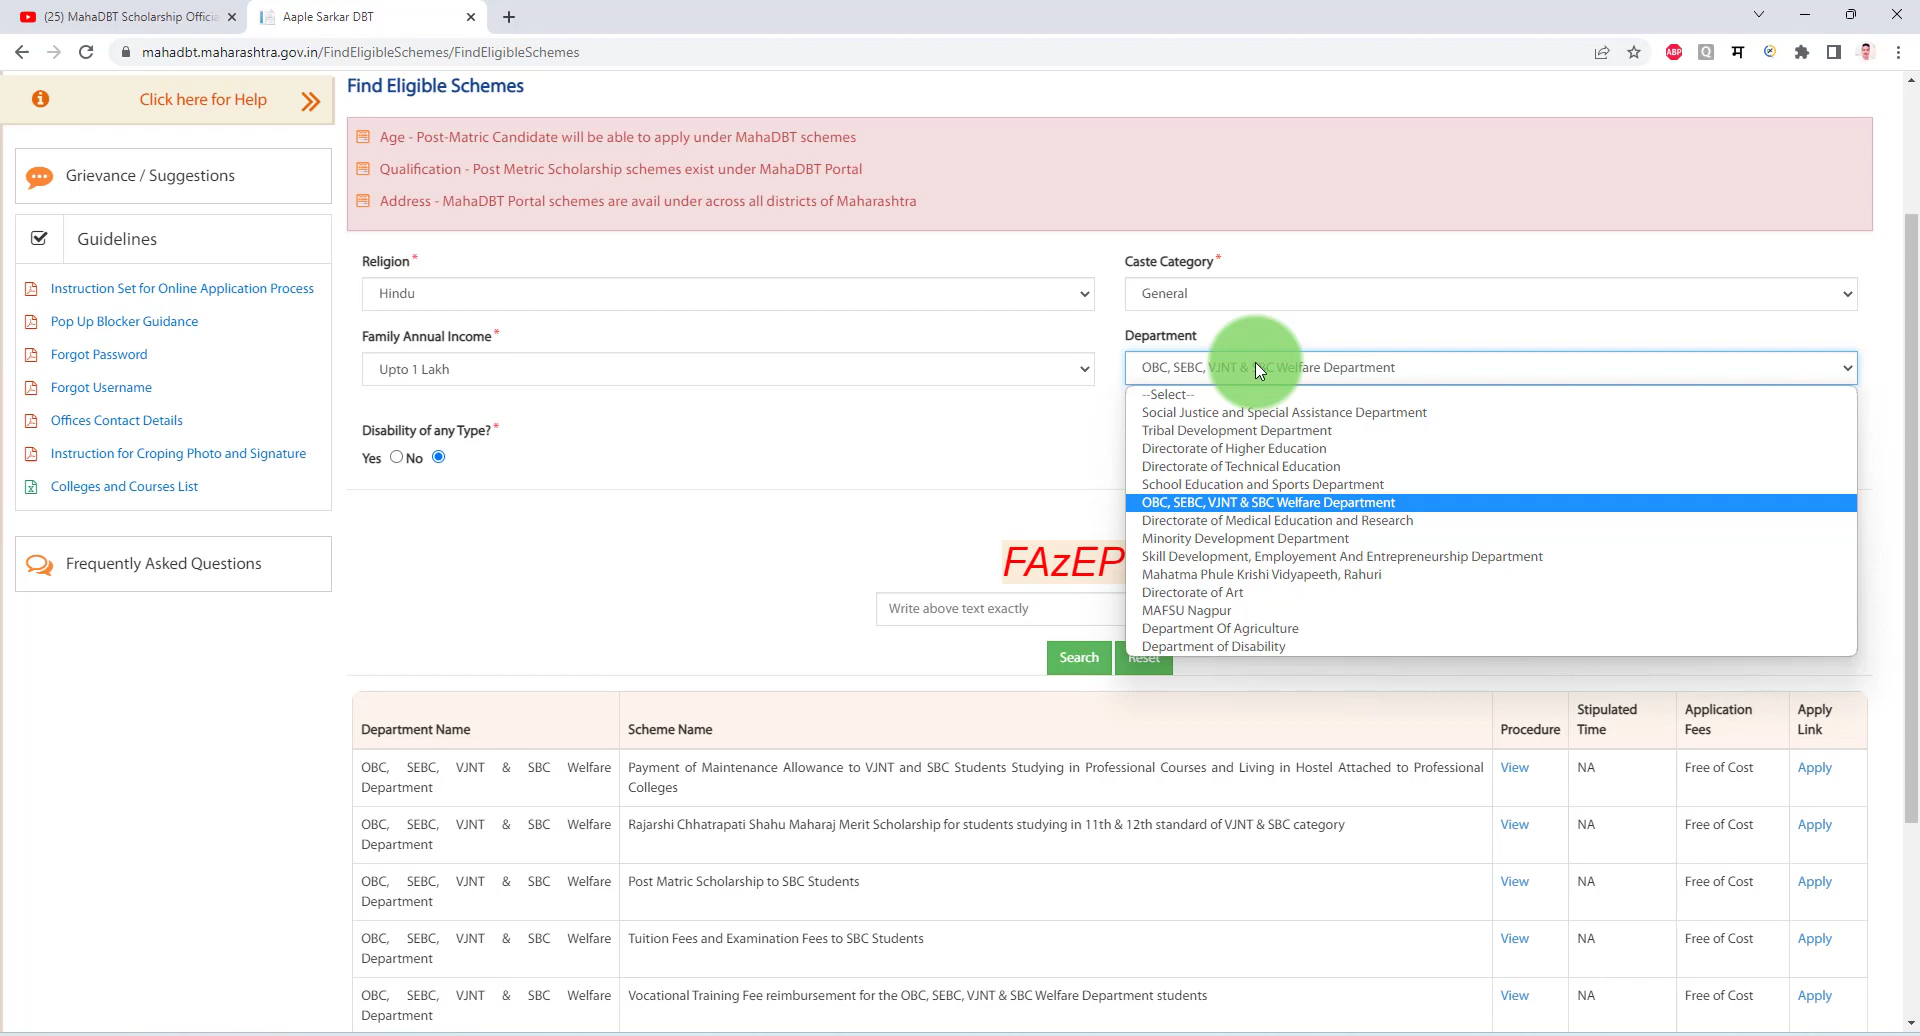 (25) MahaDBT Scholarship Officia
Aaple Sarkar DBT
mahadbt.maharashtra.gov.in/FindEligibleSchemes/FindEligibleSchemes
ABP
Q
म
Click here for Help
Grievance / Suggestions
Guidelines
Instruction Set for Online Application Process
Pop Up Blocker Guidance
Forgot Password
Forgot Username
Offices Contact Details
Instruction for Croping Photo and Signature
Colleges and Courses List
Frequently Asked Questions
Find Eligible Schemes
Age - Post-Matric Candidate will be able to apply under MahaDBT schemes
Qualification - Post Metric Scholarship schemes exist under MahaDBT Portal
Address - MahaDBT Portal schemes are avail under across all districts of Maharashtra
Religion *
Caste Category *
Hindu
General
Family Annual Income *
Department
Upto 1 Lakh
OBC, SEBC, VJNT & SBC Welfare Department
--Select--
Social Justice and Special Assistance Department
Tribal Development Department
Directorate of Higher Education
Directorate of Technical Education
School Education and Sports Department
OBC, SEBC, VJNT & SBC Welfare Department
Directorate of Medical Education and Research
Minority Development Department
Skill Development, Employement And Entrepreneurship Department
Mahatma Phule Krishi Vidyapeeth, Rahuri
Directorate of Art
MAFSU Nagpur
Department Of Agriculture
Department of Disability
Disability of any Type? *
Yes No
FAzEP
Write above text exactly
Search Reset
Department Name Scheme Name Procedure Stipulated Time Application Fees Apply Link
OBC, SEBC, VJNT & SBC Welfare Payment of Maintenance Allowance to VJNT and SBC Students Studying in Professional Courses and Living in Hostel Attached to Professional View NA Free of Cost Apply
Department Colleges
OBC, SEBC, VJNT & SBC Welfare Rajarshi Chhatrapati Shahu Maharaj Merit Scholarship for students studying in 11th & 12th standard of VJNT & SBC category View NA Free of Cost Apply
Department
OBC, SEBC, VJNT & SBC Welfare Post Matric Scholarship to SBC Students View NA Free of Cost Apply
Department
OBC, SEBC, VJNT & SBC Welfare Tuition Fees and Examination Fees to SBC Students View NA Free of Cost Apply
Department
OBC, SEBC, VJNT & SBC Welfare Vocational Training Fee reimbursement for the OBC, SEBC, VJNT & SBC Welfare Department students View NA Free of Cost Apply
Department